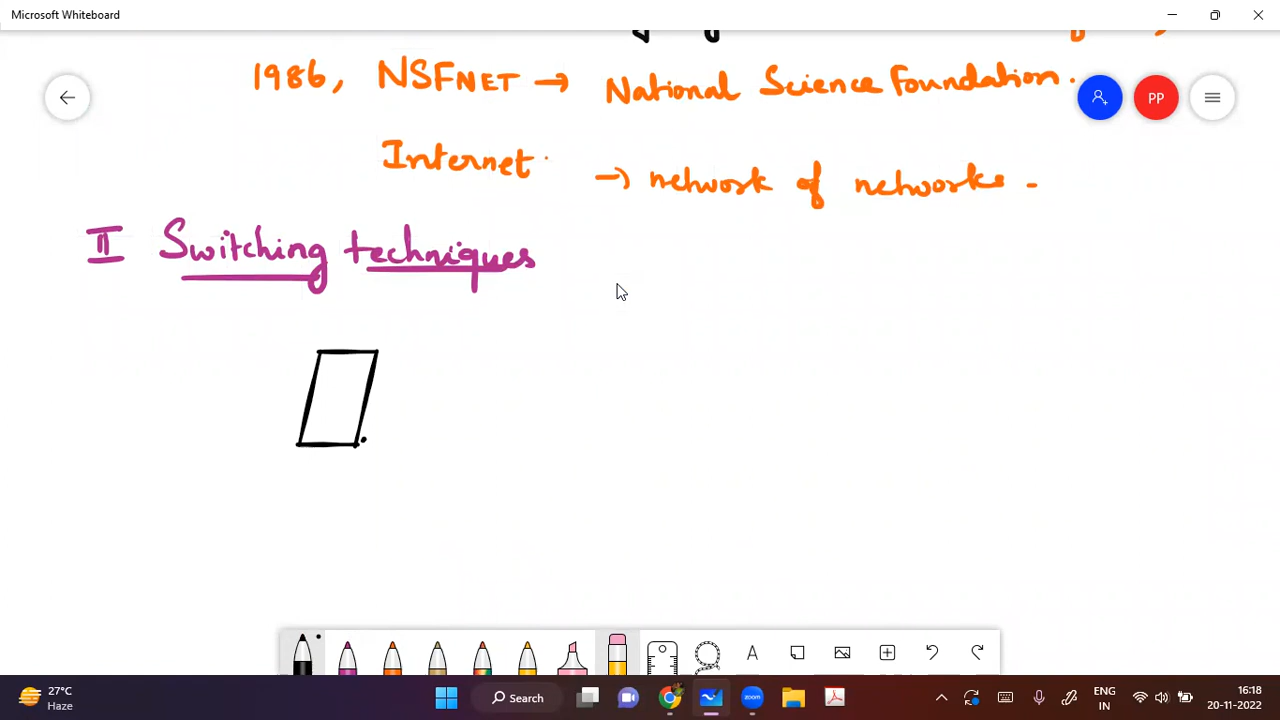 Microsoft Whiteboard
1986, NSFNET → National Science Foundation.
Internet → network of networks.
II Switching techniques
PP
A
Search
zoom
27°C
Haze
ENG
IN
16:18
20-11-2022